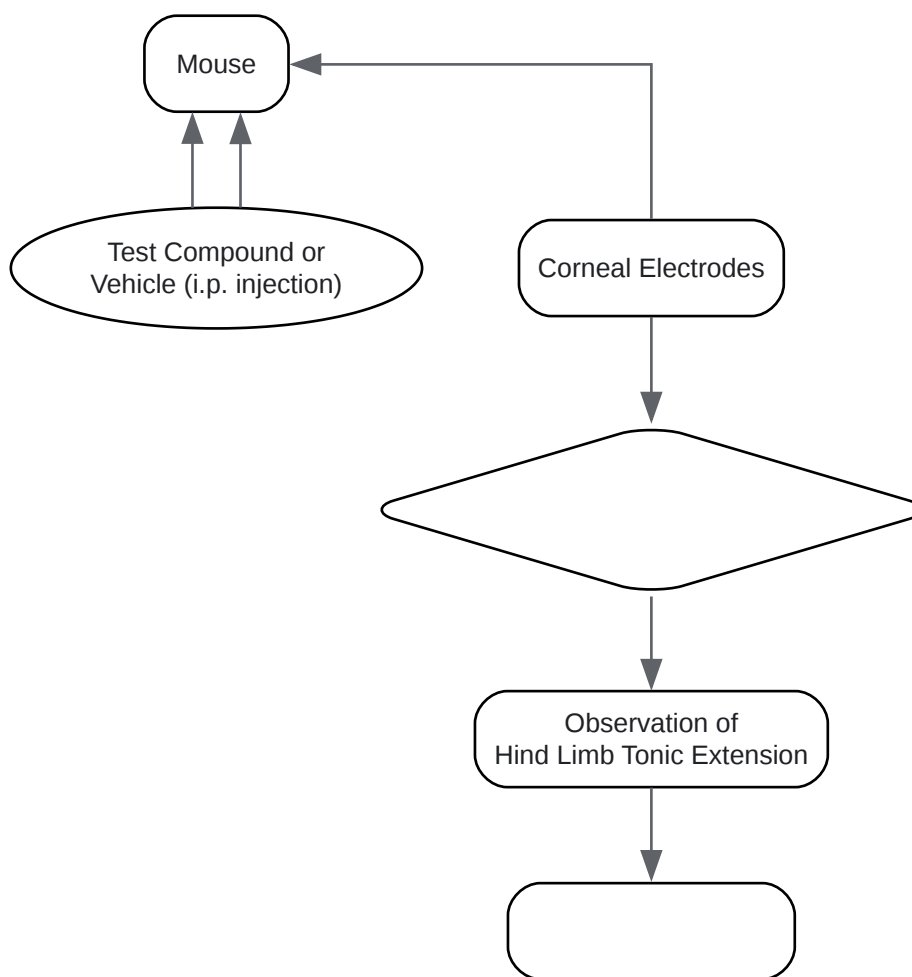 Mouse
Test Compound or
Vehicle (i.p. injection)
Corneal Electrodes
Observation of
Hind Limb Tonic Extension